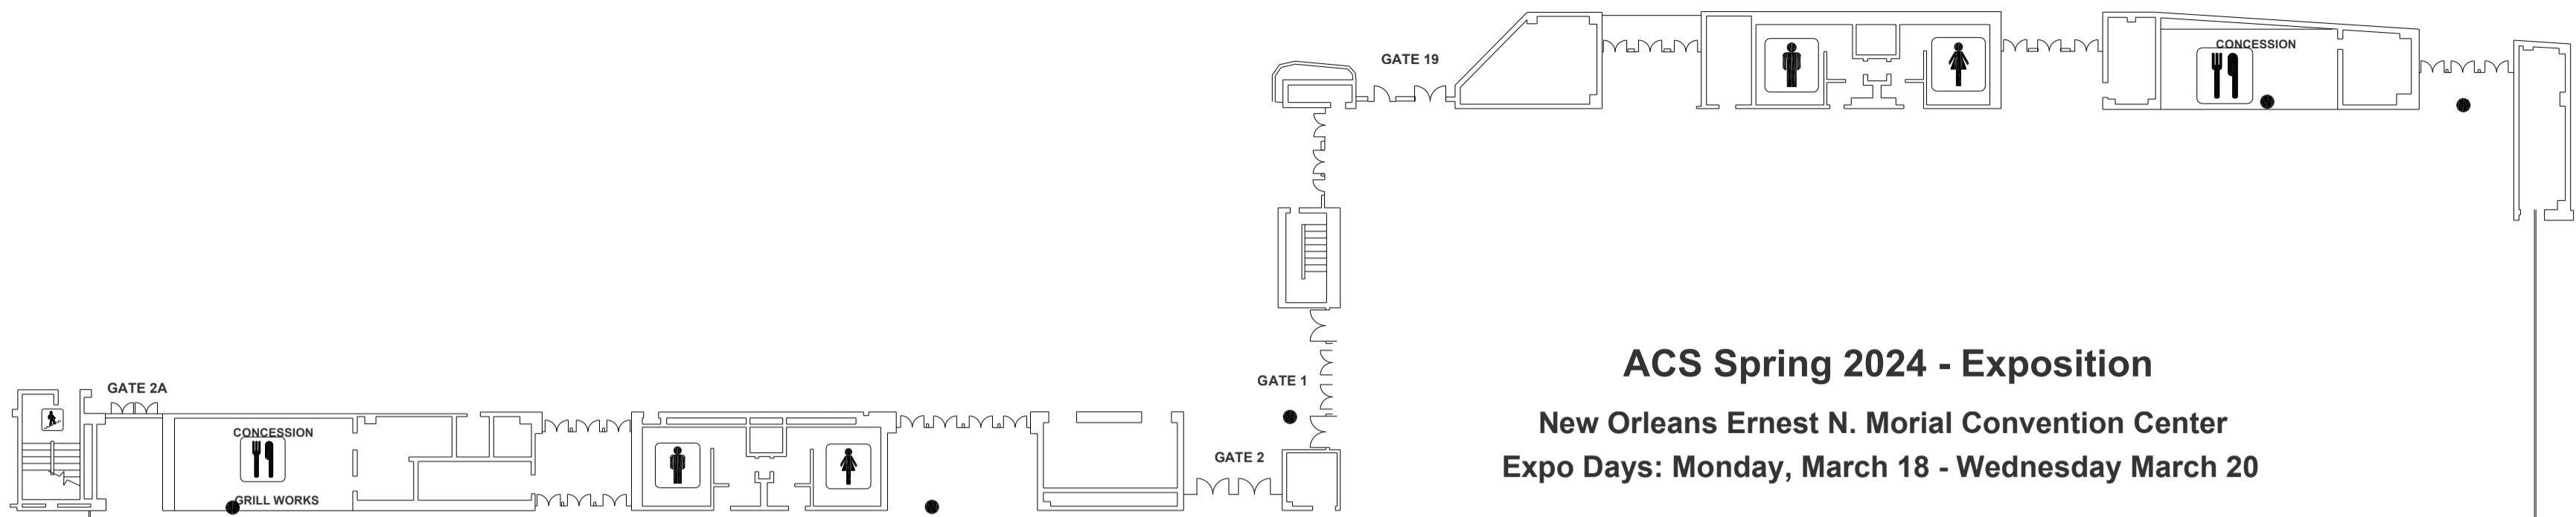 GATE 19
CONCESSION
ACS Spring 2024 - Exposition
New Orleans Ernest N. Morial Convention Center
Expo Days: Monday, March 18 - Wednesday March 20
GATE 1
GATE 2A
CONCESSION
GRILL WORKS
GATE 2